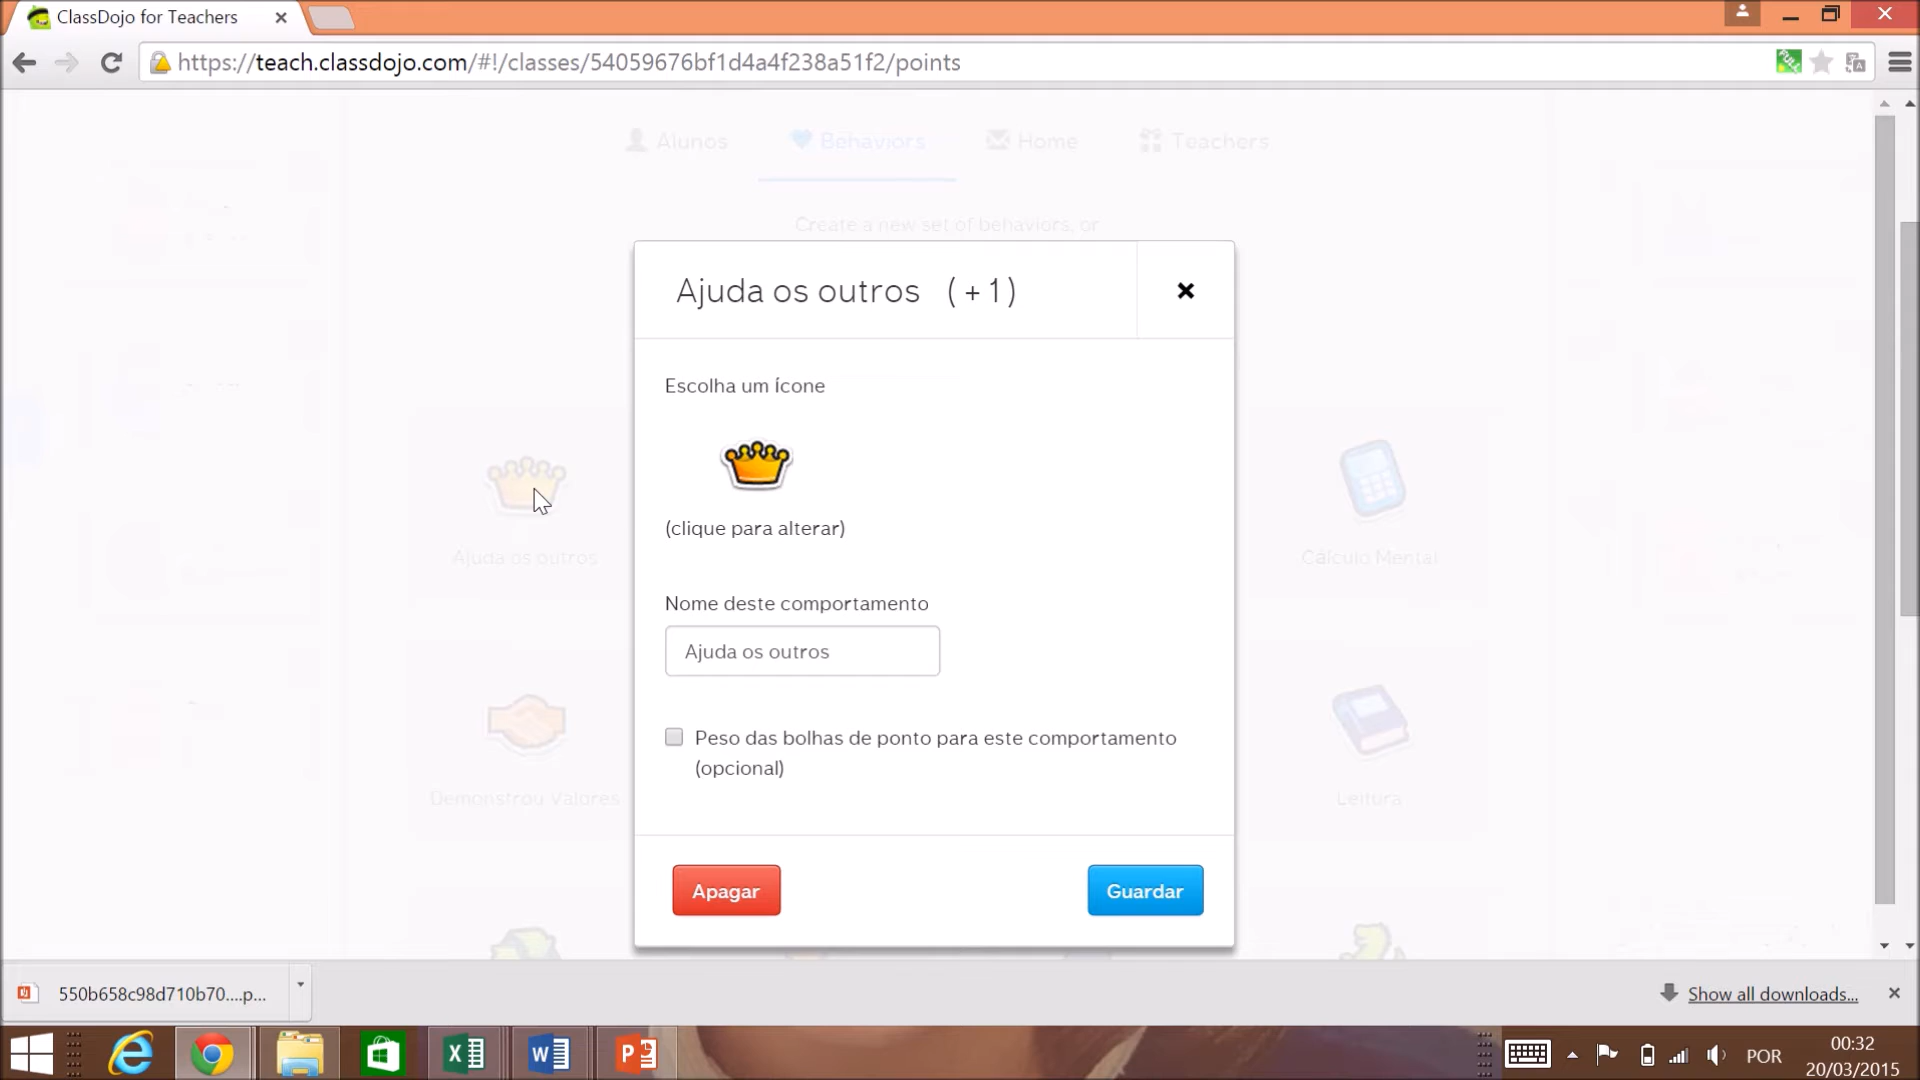 ClassDojo for Teachers
https://teach.classdojo.com/#!/classes/54059676bf1d4a4f238a51f2/points
Alunos
Behaviors
Home
Teachers
Create a new set of behaviors, or
Ajuda os outros (+1)
Escolha um ícone
(clique para alterar)
Ajuda os outros
Cálculo Mental
Nome deste comportamento
Ajuda os outros
Peso das bolhas de ponto para este comportamento
(opcional)
Demonstrou Valores
Leitura
Apagar
Guardar
550b658c98d710b70....p...
Show all downloads...
POR
00:32
20/03/2015